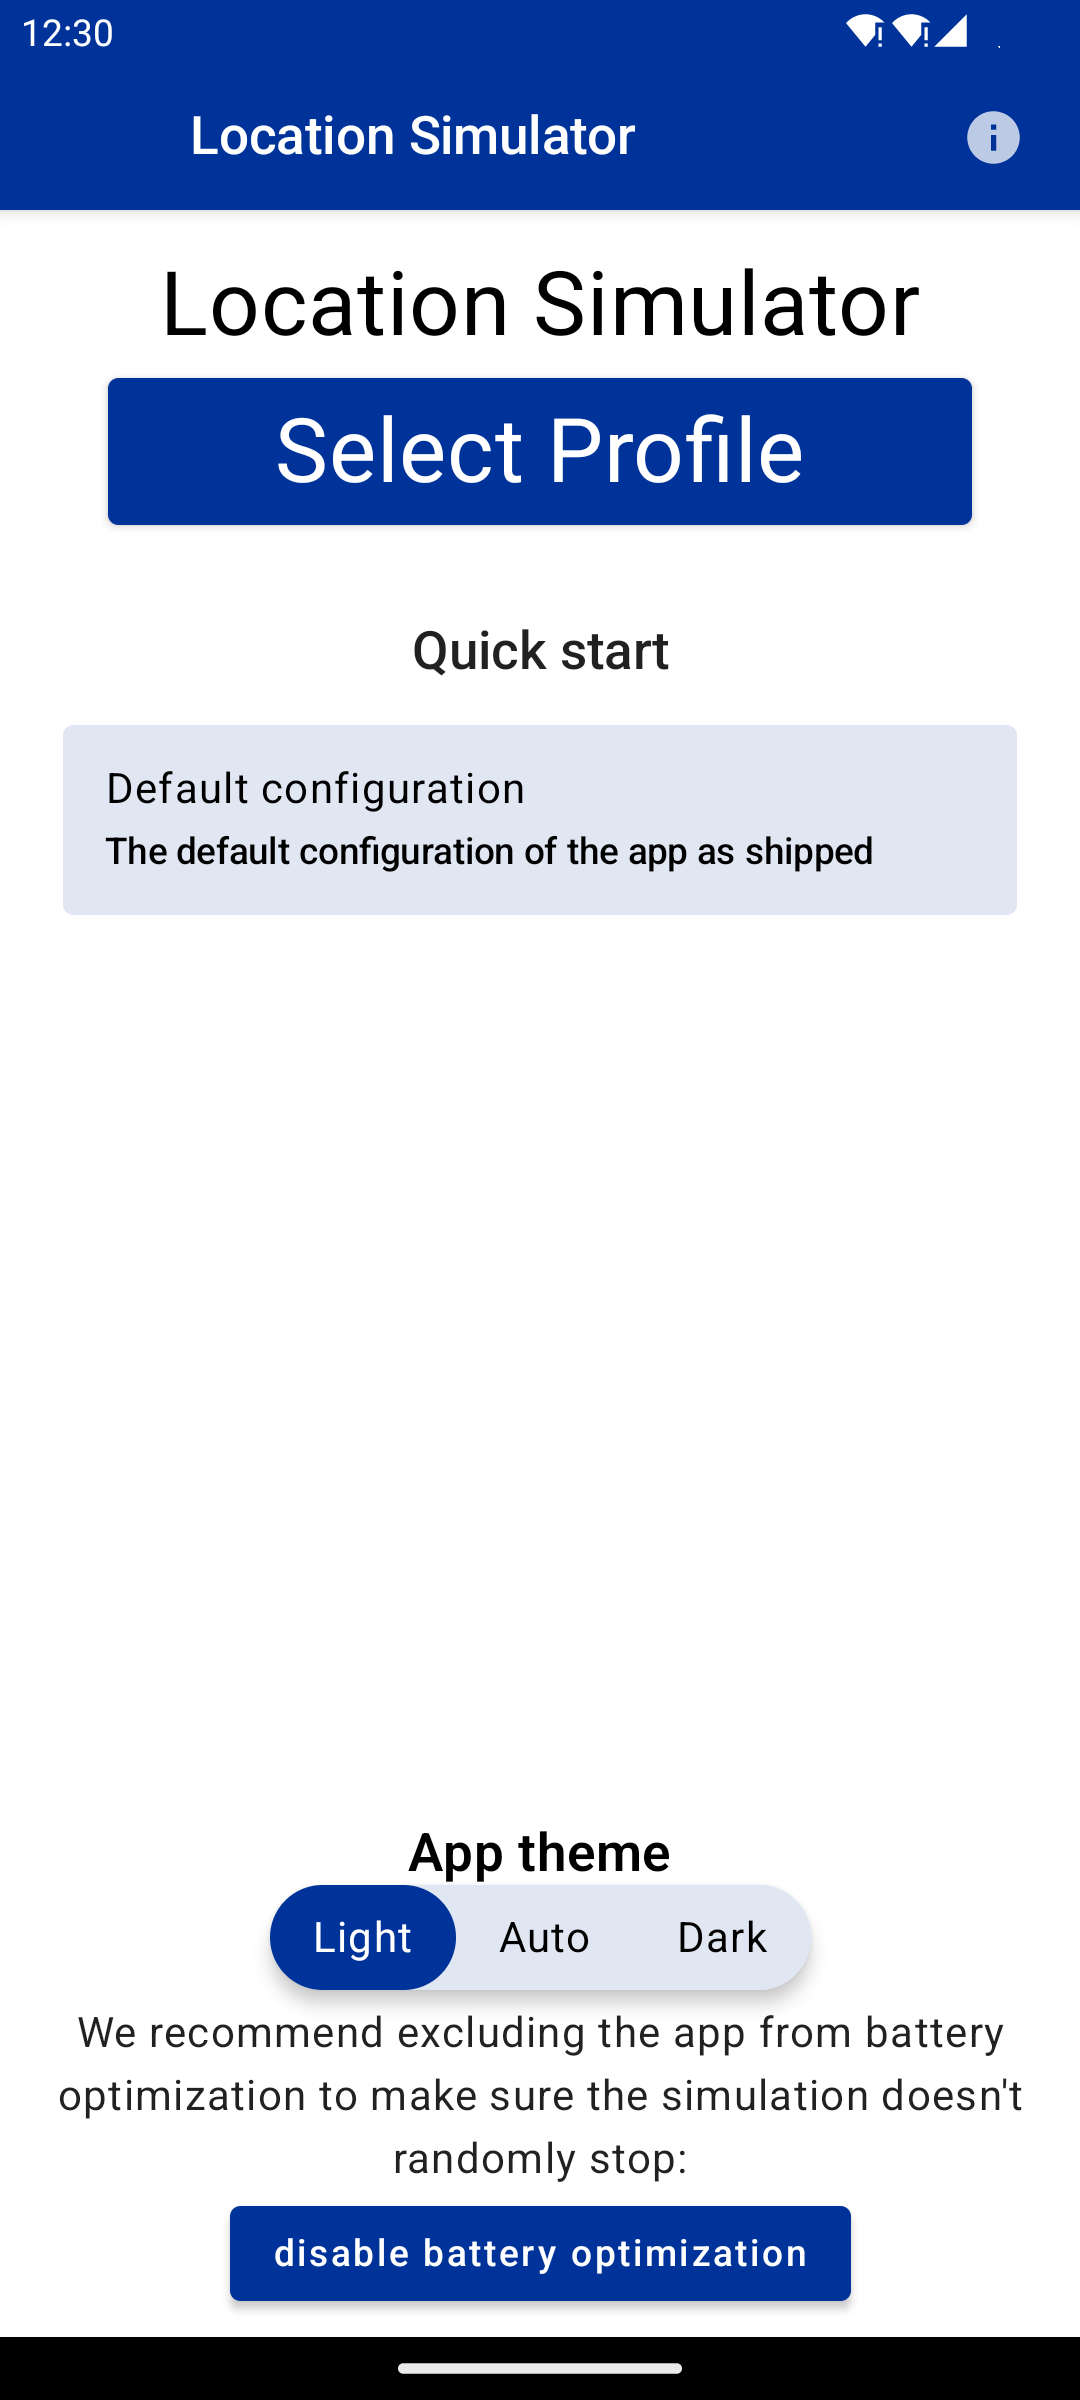 12:30
Location Simulator
Location Simulator
Select Profile
Quick start
Default configuration
The default configuration of the app as shipped
App theme
Light Auto Dark
We recommend excluding the app from battery
optimization to make sure the simulation doesn't
randomly stop:
disable battery optimization